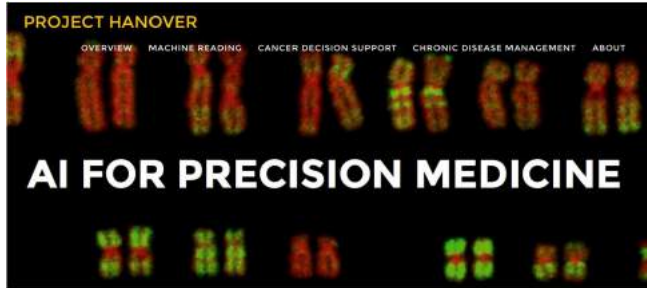 PROJECT HANOVER
OVERVIEW MACHINE READING CANCER DECISION SUPPORT CHRONIC DISEASE MANAGEMENT ABOUT
AI FOR PRECISION MEDICINE